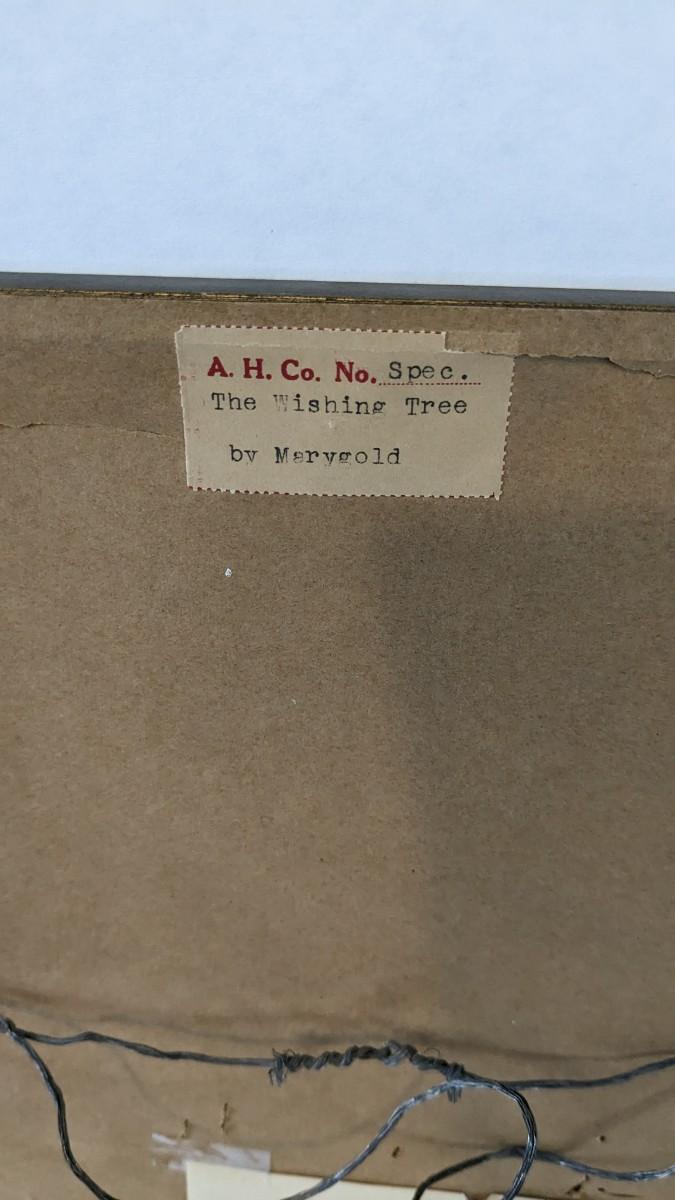 A. H. Co. No. Spec.
The Wishing Tree
by Marygold